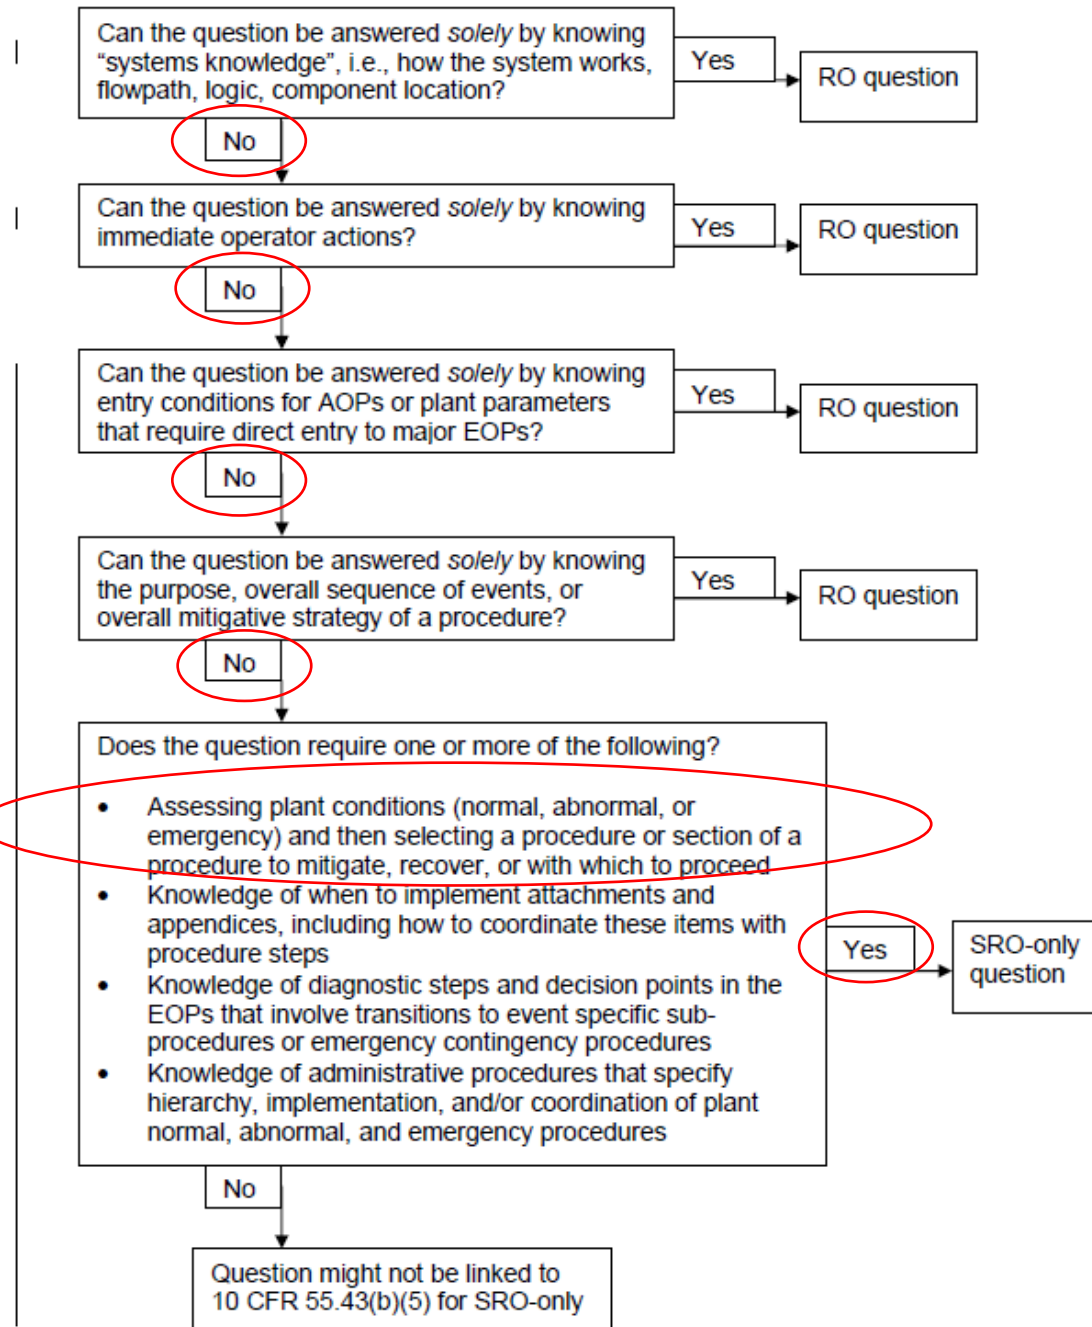 Can the question be answered solely by knowing
“systems knowledge”, i.e., how the system works,
flowpath, logic, component location?
Yes
RO question
No
Can the question be answered solely by knowing
immediate operator actions?
Yes
RO question
No
Can the question be answered solely by knowing
entry conditions for AOPs or plant parameters
that require direct entry to major EOPs?
Yes
RO question
No
Can the question be answered solely by knowing
the purpose, overall sequence of events, or
overall mitigative strategy of a procedure?
Yes
RO question
No
Does the question require one or more of the following?
• Assessing plant conditions (normal, abnormal, or
emergency) and then selecting a procedure or section of a
procedure to mitigate, recover, or with which to proceed
• Knowledge of when to implement attachments and
appendices, including how to coordinate these items with
procedure steps
• Knowledge of diagnostic steps and decision points in the
EOPs that involve transitions to event specific sub-
procedures or emergency contingency procedures
• Knowledge of administrative procedures that specify
hierarchy, implementation, and/or coordination of plant
normal, abnormal, and emergency procedures
Yes
SRO-only
question
No
Question might not be linked to
10 CFR 55.43(b)(5) for SRO-only